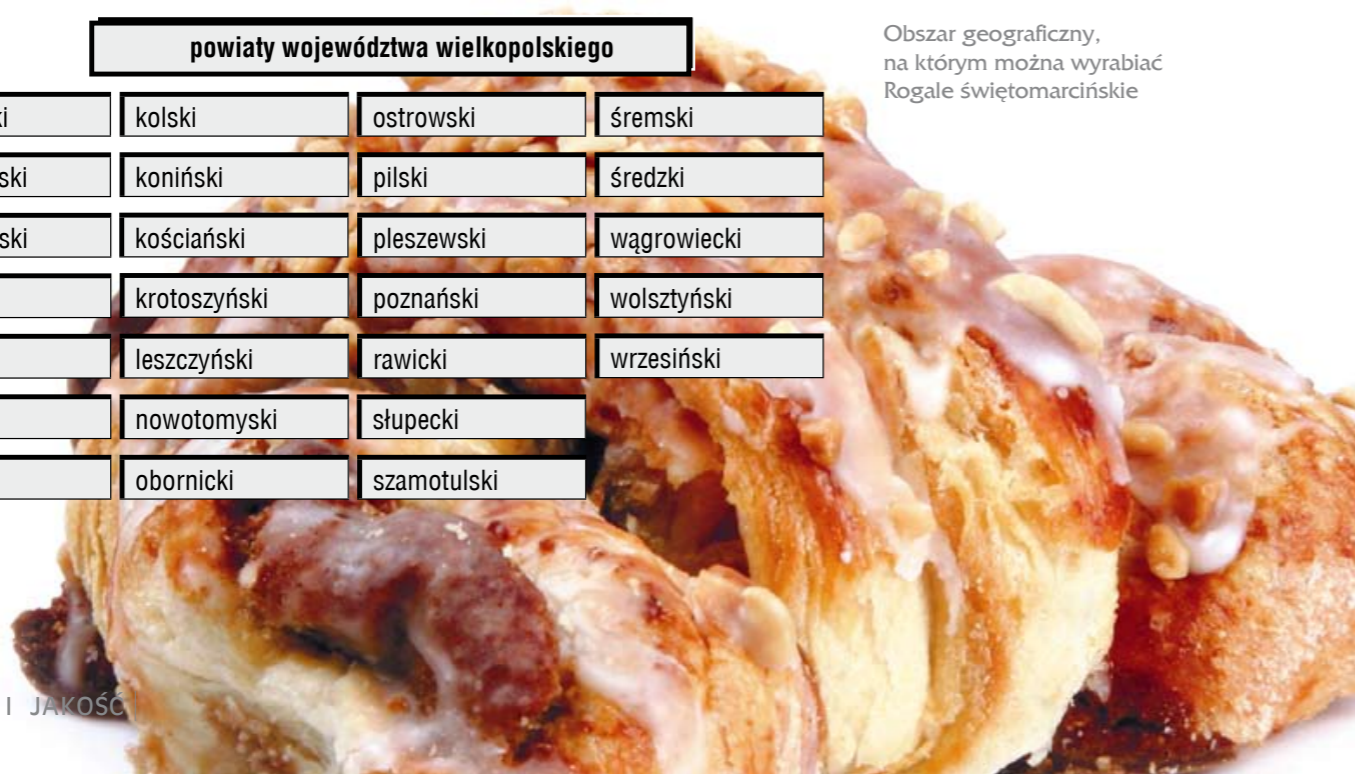 powiaty województwa wielkopolskiego
Obszar geograficzny,
na którym można wyrabiać
Rogale świętomarcińskie
kolski
ostrowski
śremski
koniński
pilski
średzki
kościański
pleszewski
wągrowiecki
krotoszyński
poznański
wolsztyński
leszczyński
rawicki
wrzesiński
nowotomyski
słupecki
obornicki
szamotulski
I JAKOŚĆ